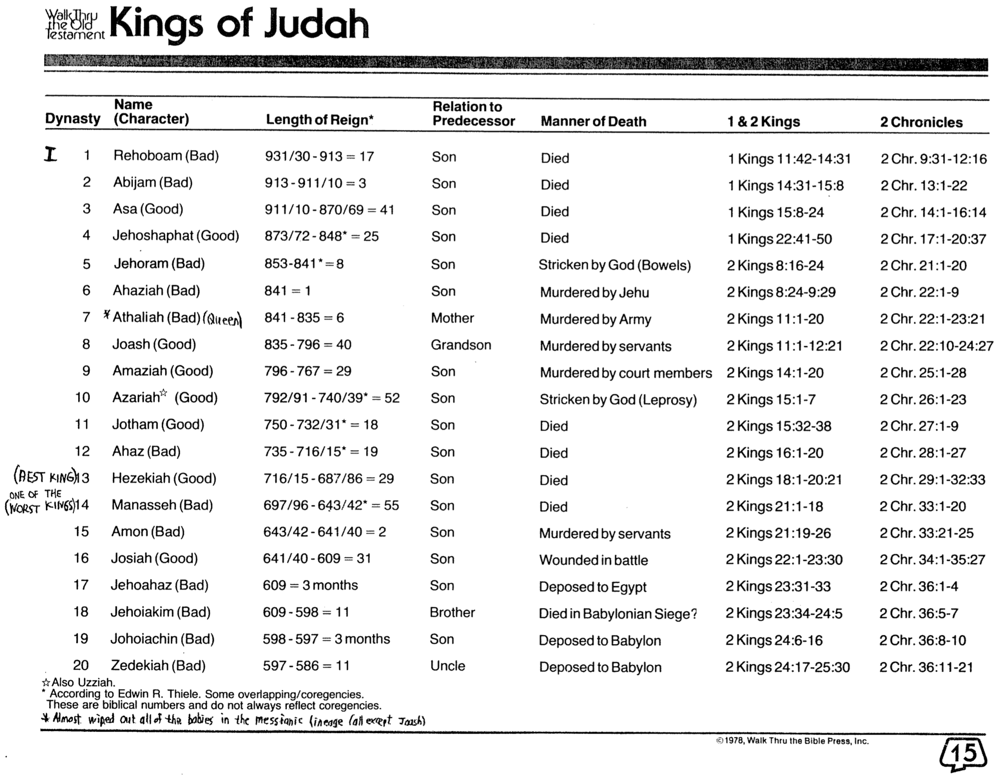 Walk Thru
the Old
Testament
Kings of Judah
Dynasty Name (Character) Length of Reign* Relation to Predecessor Manner of Death 1 & 2 Kings 2 Chronicles
I 1 Rehoboam (Bad) 931/30 - 913 = 17 Son Died 1 Kings 11:42-14:31 2 Chr. 9:31-12:16
2 Abijam (Bad) 913 - 911/10 = 3 Son Died 1 Kings 14:31-15:8 2 Chr. 13:1-22
3 Asa (Good) 911/10 - 870/69 = 41 Son Died 1 Kings 15:8-24 2 Chr. 14:1-16:14
4 Jehoshaphat (Good) 873/72 - 848* = 25 Son Died 1 Kings 22:41-50 2 Chr. 17:1-20:37
5 Jehoram (Bad) 853-841* = 8 Son Stricken by God (Bowels) 2 Kings 8:16-24 2 Chr. 21:1-20
6 Ahaziah (Bad) 841 = 1 Son Murdered by Jehu 2 Kings 8:24-9:29 2 Chr. 22:1-9
7 *Athaliah (Bad) (Queen) 841 - 835 = 6 Mother Murdered by Army 2 Kings 11:1-20 2 Chr. 22:1-23:21
8 Joash (Good) 835 - 796 = 40 Grandson Murdered by servants 2 Kings 11:1-12:21 2 Chr. 22:10-24:27
9 Amaziah (Good) 796 - 767 = 29 Son Murdered by court members 2 Kings 14:1-20 2 Chr. 25:1-28
10 Azariah☆ (Good) 792/91 - 740/39* = 52 Son Stricken by God (Leprosy) 2 Kings 15:1-7 2 Chr. 26:1-23
11 Jotham (Good) 750 - 732/31* = 18 Son Died 2 Kings 15:32-38 2 Chr. 27:1-9
12 Ahaz (Bad) 735 - 716/15* = 19 Son Died 2 Kings 16:1-20 2 Chr. 28:1-27
(BEST KING) 13 Hezekiah (Good) 716/15 - 687/86 = 29 Son Died 2 Kings 18:1-20:21 2 Chr. 29:1-32:33
ONE OF THE
(WORST KINGS) 14 Manasseh (Bad) 697/96 - 643/42* = 55 Son Died 2 Kings 21:1-18 2 Chr. 33:1-20
15 Amon (Bad) 643/42 - 641/40 = 2 Son Murdered by servants 2 Kings 21:19-26 2 Chr. 33:21-25
16 Josiah (Good) 641/40 - 609 = 31 Son Wounded in battle 2 Kings 22:1-23:30 2 Chr. 34:1-35:27
17 Jehoahaz (Bad) 609 = 3 months Son Deposed to Egypt 2 Kings 23:31-33 2 Chr. 36:1-4
18 Jehoiakim (Bad) 609 - 598 = 11 Brother Died in Babylonian Siege? 2 Kings 23:34-24:5 2 Chr. 36:5-7
19 Johoiachin (Bad) 598 - 597 = 3 months Son Deposed to Babylon 2 Kings 24:6-16 2 Chr. 36:8-10
20 Zedekiah (Bad) 597 - 586 = 11 Uncle Deposed to Babylon 2 Kings 24:17-25:30 2 Chr. 36:11-21
☆Also Uzziah.
* According to Edwin R. Thiele. Some overlapping/coregencies.
These are biblical numbers and do not always reflect coregencies.
* Almost wiped out all of the babies in the messianic lineage (all except Joash)
©1978, Walk Thru the Bible Press, Inc.
15